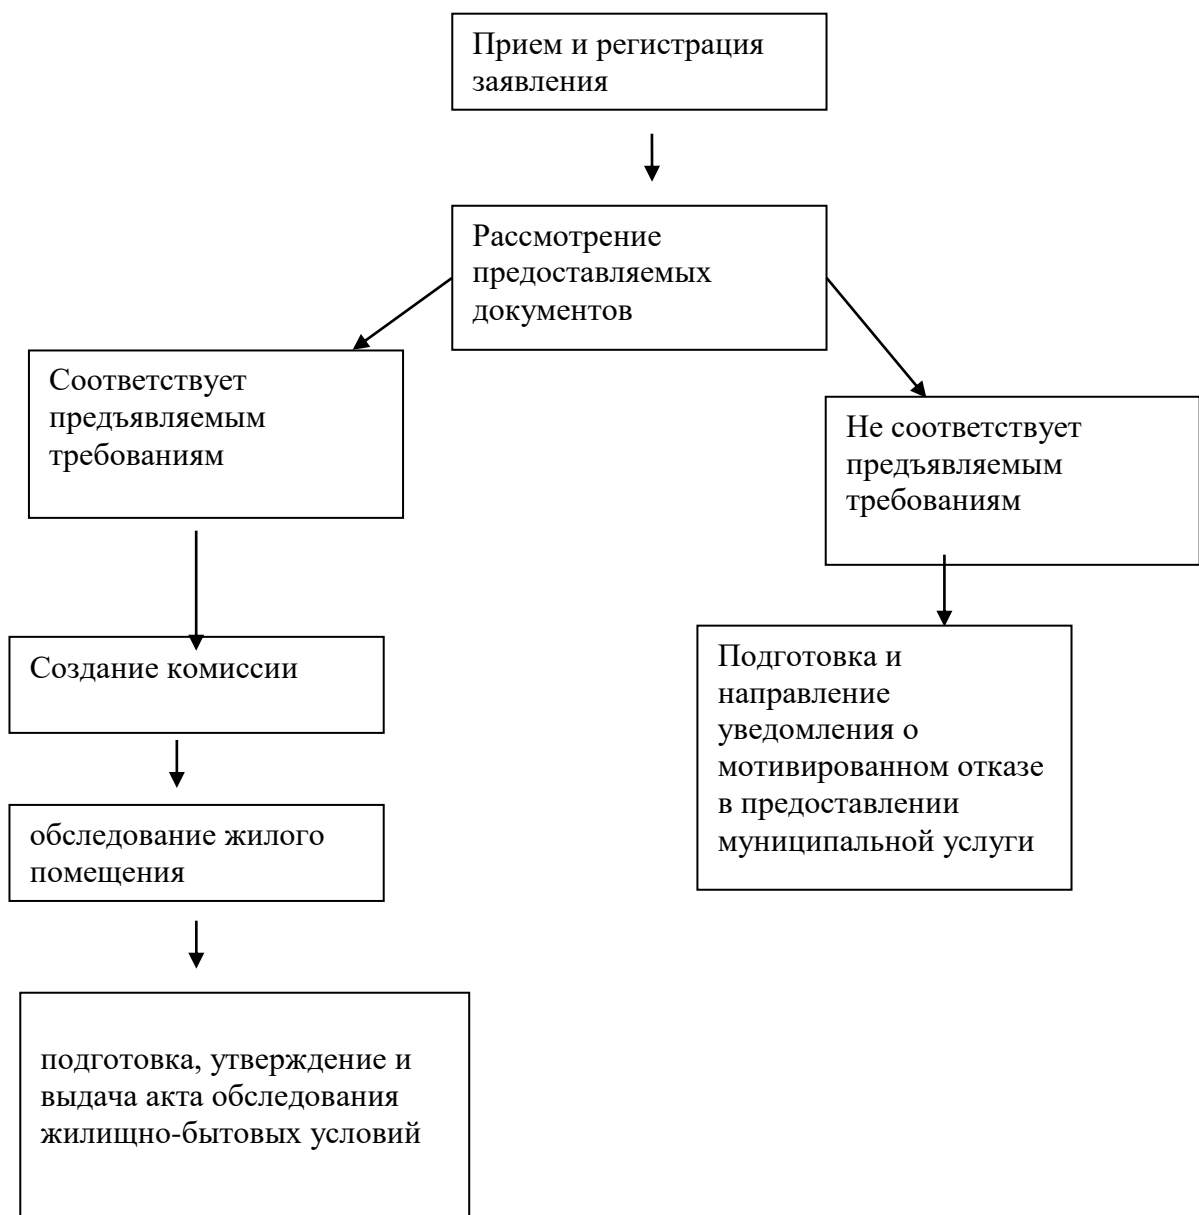 Прием и регистрация
заявления
Рассмотрение
предоставляемых
документов
Соответствует
предъявляемым
требованиям
Не соответствует
предъявляемым
требованиям
Создание комиссии
Подготовка и
направление
уведомления о
мотивированном отказе
в предоставлении
муниципальной услуги
обследование жилого
помещения
подготовка, утверждение и
выдача акта обследования
жилищно-бытовых условий